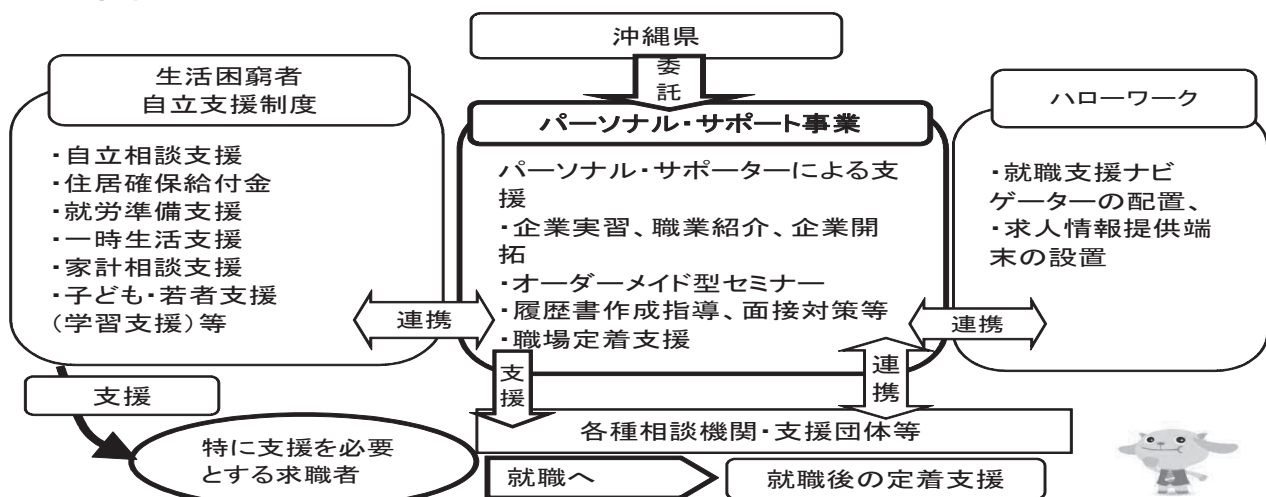 沖縄県
委
託
生活困窮者
自立支援制度
・自立相談支援
・住居確保給付金
・就労準備支援
・一時生活支援
・家計相談支援
・子ども・若者支援
(学習支援)等
連携
パーソナル・サポート事業
パーソナル・サポーターによる支
援
・企業実習、職業紹介、企業開
拓
・オーダーメイド型セミナー
・履歴書作成指導、面接対策等
・職場定着支援
連携
ハローワーク
・就職支援ナビ
ゲーターの配置、
・求人情報提供端
末の設置
支援
支
援
連
携
各種相談機関・支援団体等
特に支援を必要
とする求職者
就職へ
就職後の定着支援